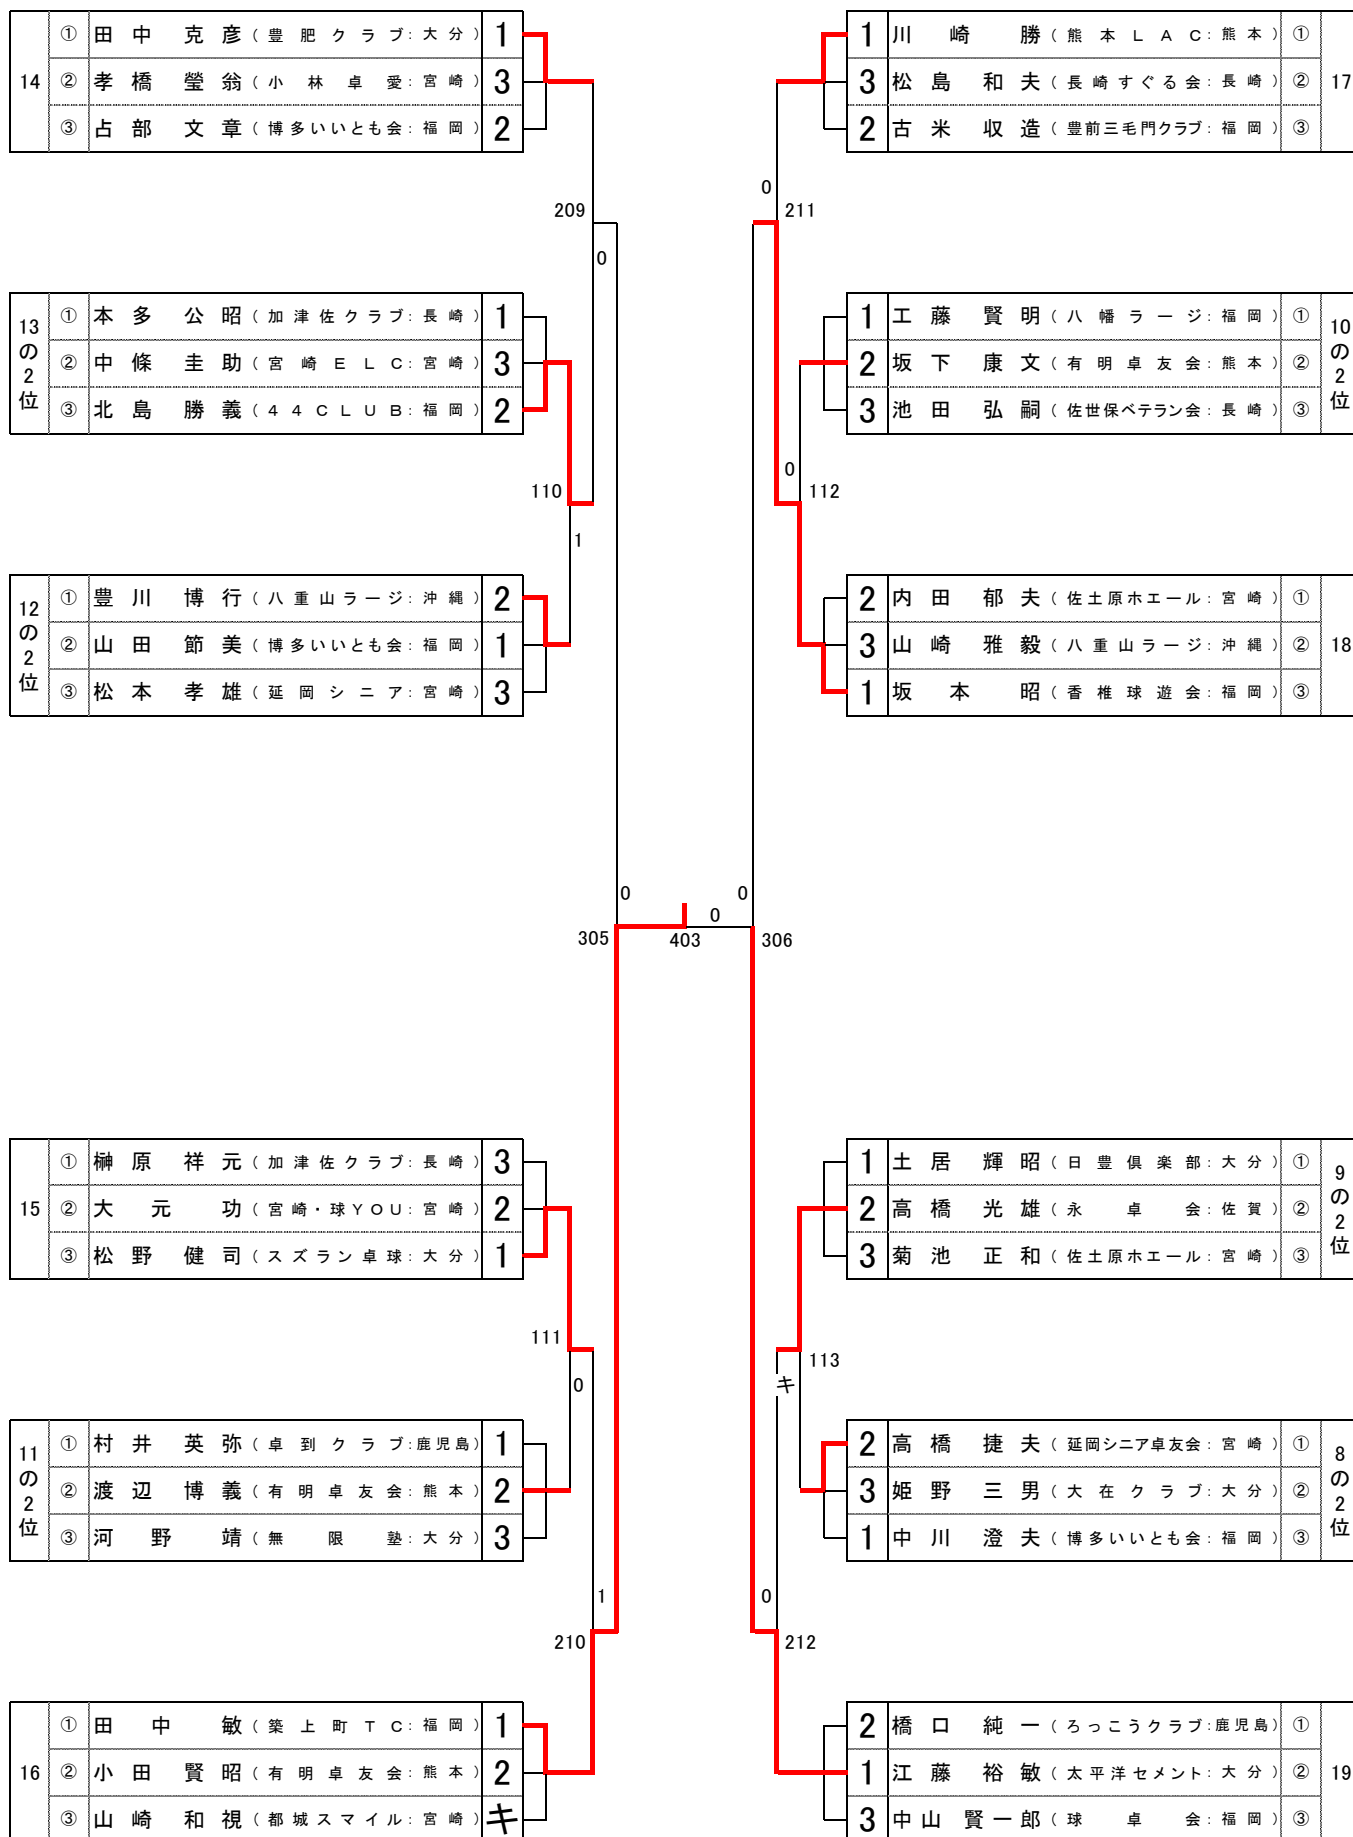 14
① 田中 克彦 (豊肥クラブ:大分) 1
② 孝橋 瑩翁 (小林卓愛:宮崎) 3
③ 占部 文章 (博多いいとも会:福岡) 2
209
0
13の2位
① 本多 公昭 (加津佐クラブ:長崎) 1
② 中條 圭助 (宮崎ELC:宮崎) 3
③ 北島 勝義 (44CLUB:福岡) 2
110
1
12の2位
① 豊川 博行 (八重山ラージ:沖縄) 2
② 山田 節美 (博多いいとも会:福岡) 1
③ 松本 孝雄 (延岡シニア:宮崎) 3
0
305
403
0
15
① 榊原 祥元 (加津佐クラブ:長崎) 3
② 大元 功 (宮崎・球YOU:宮崎) 2
③ 松野 健司 (スズラン卓球:大分) 1
111
0
11の2位
① 村井 英弥 (卓到クラブ:鹿児島) 1
② 渡辺 博義 (有明卓友会:熊本) 2
③ 河野 靖 (無限塾:大分) 3
1
210
16
① 田中 敏 (築上町TC:福岡) 1
② 小田 賢昭 (有明卓友会:熊本) 2
③ 山崎 和視 (都城スマイル:宮崎) キ
1 川崎 勝 (熊本LAC:熊本) ①
3 松島 和夫 (長崎すぐる会:長崎) ②
2 古米 収造 (豊前三毛門クラブ:福岡) ③
17
0
211
1 工藤 賢明 (八幡ラージ:福岡) ①
2 坂下 康文 (有明卓友会:熊本) ②
3 池田 弘嗣 (佐世保ベテラン会:長崎) ③
10の2位
0
112
2 内田 郁夫 (佐土原ホエール:宮崎) ①
3 山崎 雅毅 (八重山ラージ:沖縄) ②
1 坂本 昭 (香椎球遊会:福岡) ③
18
0
306
1 土居 輝昭 (日豊倶楽部:大分) ①
2 高橋 光雄 (永卓会:佐賀) ②
3 菊池 正和 (佐土原ホエール:宮崎) ③
9の2位
113
キ
2 高橋 捷夫 (延岡シニア卓友会:宮崎) ①
3 姫野 三男 (大在クラブ:大分) ②
1 中川 澄夫 (博多いいとも会:福岡) ③
8の2位
0
212
2 橋口 純一 (ろっこうクラブ:鹿児島) ①
1 江藤 裕敏 (太平洋セメント:大分) ②
3 中山 賢一郎 (球卓会:福岡) ③
19